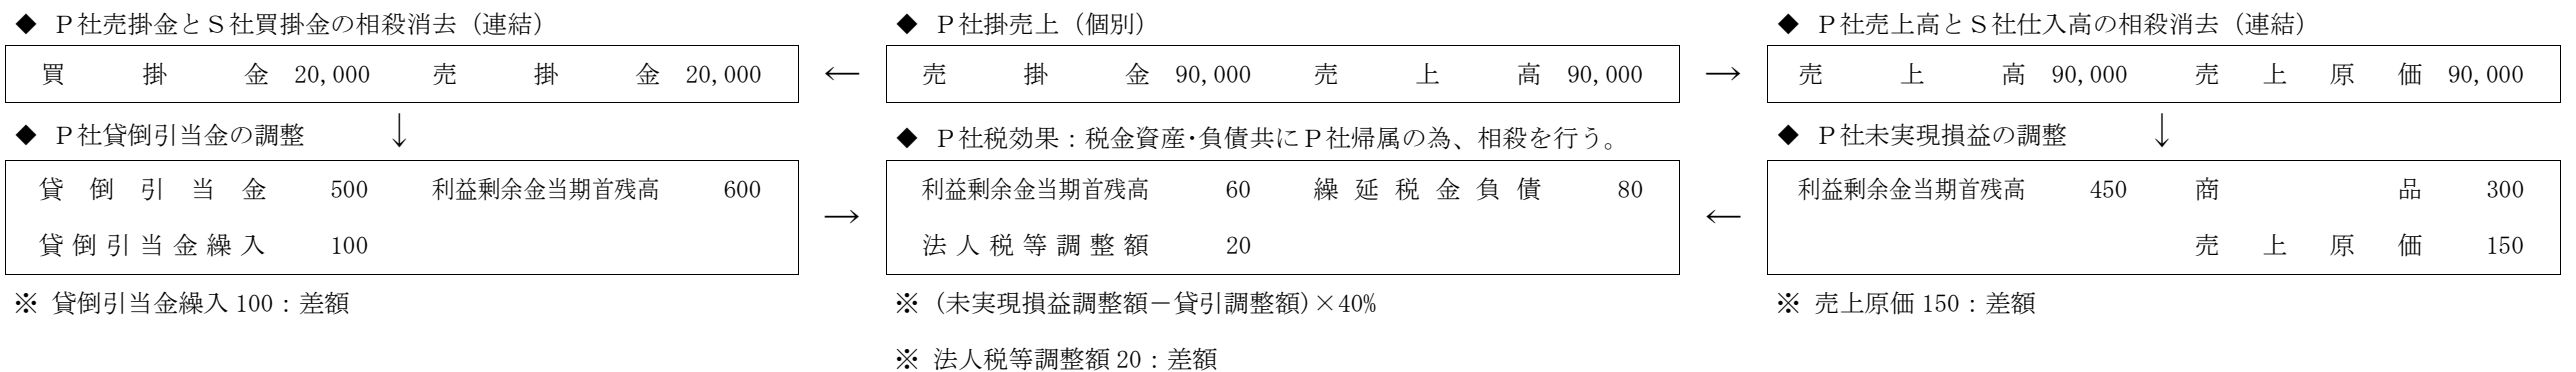 ◆ Ｐ社売掛金とＳ社買掛金の相殺消去（連結）
買掛金 20,000 売掛金 20,000
◆ Ｐ社貸倒引当金の調整 ↓
貸倒引当金 500 利益剰余金当期首残高 600
貸倒引当金繰入 100
※ 貸倒引当金繰入 100：差額
← ◆ Ｐ社掛売上（個別） →
売掛金 90,000 売上高 90,000
◆ Ｐ社税効果：税金資産･負債共にＰ社帰属の為、相殺を行う。
→ 利益剰余金当期首残高 60 繰延税金負債 80 ←
法人税等調整額 20
※（未実現損益調整額－貸引調整額）×40%
※ 法人税等調整額 20：差額
◆ Ｐ社売上高とＳ社仕入高の相殺消去（連結）
売上高 90,000 売上原価 90,000
◆ Ｐ社未実現損益の調整 ↓
利益剰余金当期首残高 450 商品 300
売上原価 150
※ 売上原価 150：差額